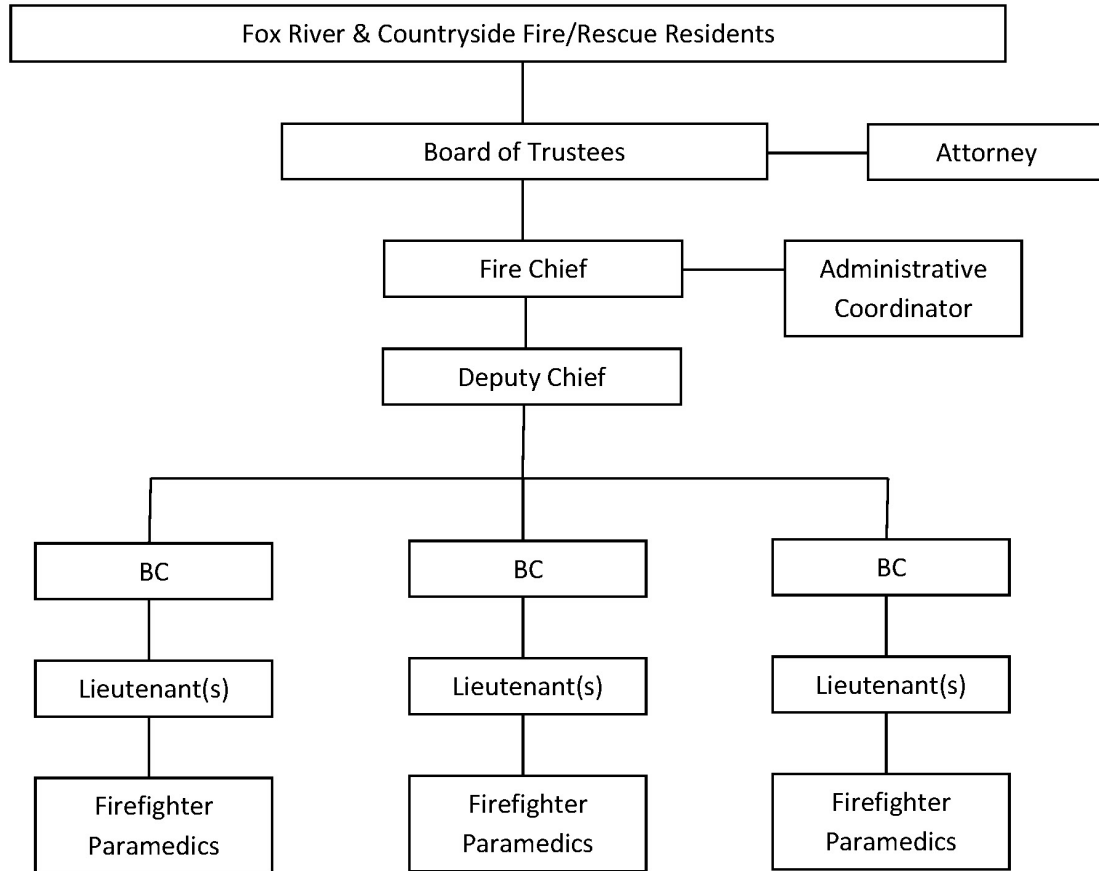 Fox River & Countryside Fire/Rescue Residents
Board of Trustees
Attorney
Fire Chief
Administrative
Coordinator
Deputy Chief
BC
BC
BC
Lieutenant(s)
Lieutenant(s)
Lieutenant(s)
Firefighter
Paramedics
Firefighter
Paramedics
Firefighter
Paramedics